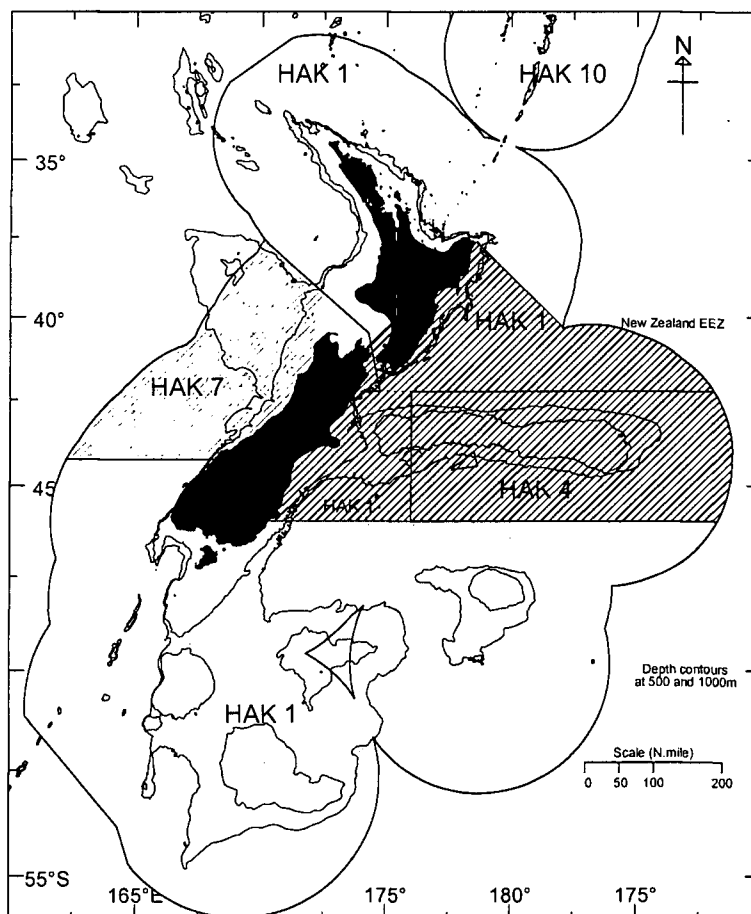 HAK 1
HAK 10
N
35°
HAK 1
40°
New Zealand EEZ
HAK 7
45°
HAK 1
HAK 4
Depth contours
at 500 and 1000m
HAK 1
Scale (N.mile)
0 50 100 200
55°S
165°E 175° 180° 175°